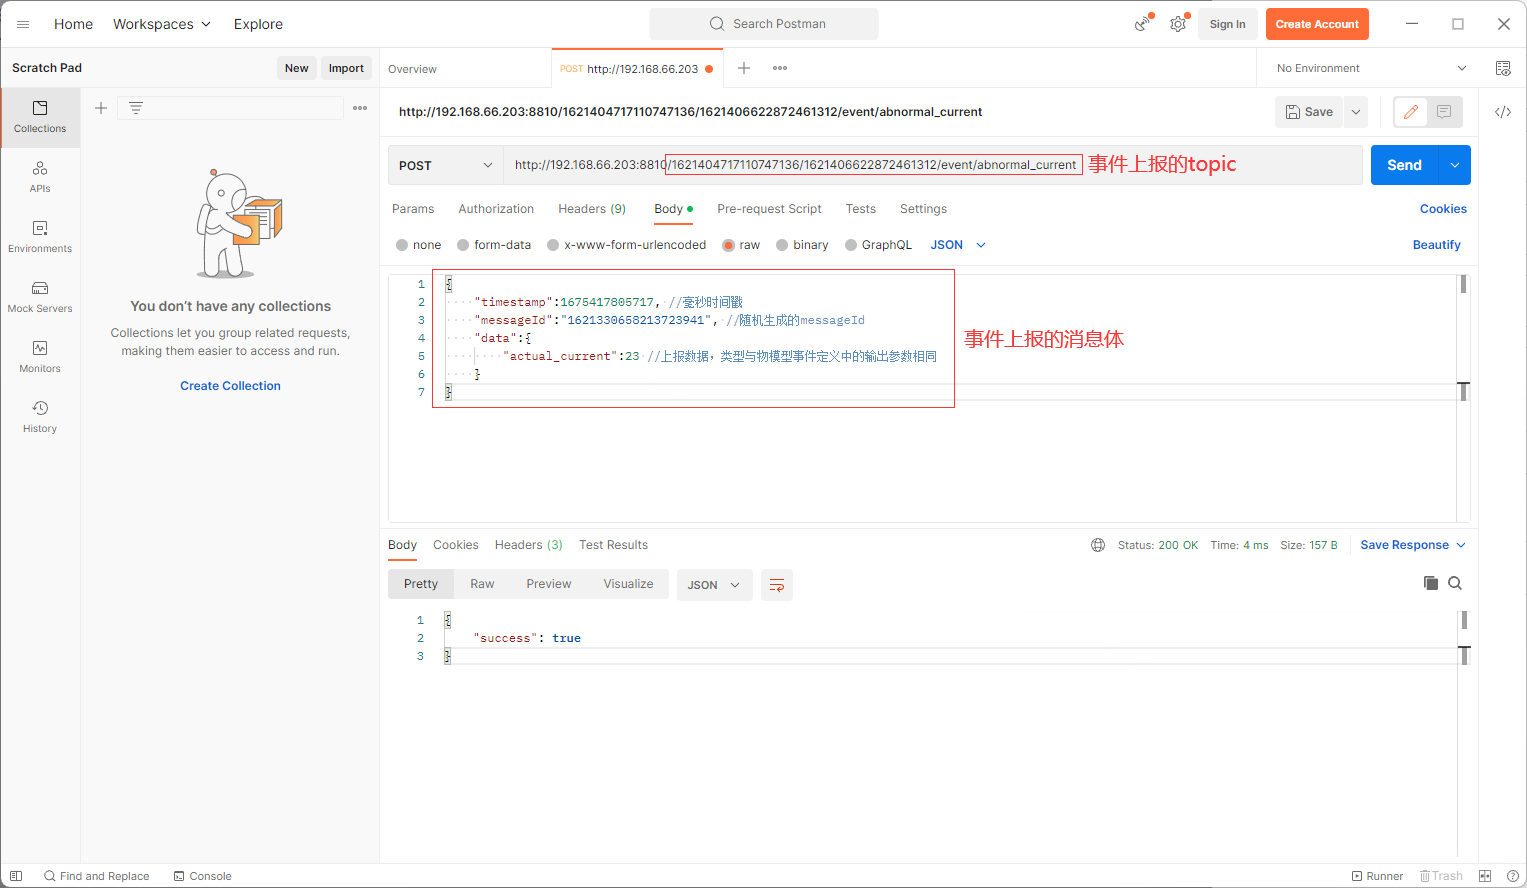 Home Workspaces Explore Search Postman Sign In Create Account
Scratch Pad New Import Overview POST http://192.168.66.203 No Environment
Collections
APIs
Environments
Mock Servers
Monitors
History
You don't have any collections
Collections let you group related requests,
making them easier to access and run.
Create Collection
http://192.168.66.203:8810/1621404717110747136/1621406622872461312/event/abnormal_current Save
POST http://192.168.66.203:8810/1621404717110747136/1621406622872461312/event/abnormal_current 事件上报的topic Send
Params Authorization Headers (9) Body Pre-request Script Tests Settings Cookies
none form-data x-www-form-urlencoded raw binary GraphQL JSON Beautify
1 {
2 "timestamp":1675417805717, //毫秒时间戳
3 "messageId":"1621330658213723941", //随机生成的messageId
4 "data":{
5 "actual_current":23 //上报数据，类型与物模型事件定义中的输出参数相同
6 }
7 }
事件上报的消息体
Body Cookies Headers (3) Test Results Status: 200 OK Time: 4 ms Size: 157 B Save Response
Pretty Raw Preview Visualize JSON
1 {
2 "success": true
3 }
Find and Replace Console Runner Trash